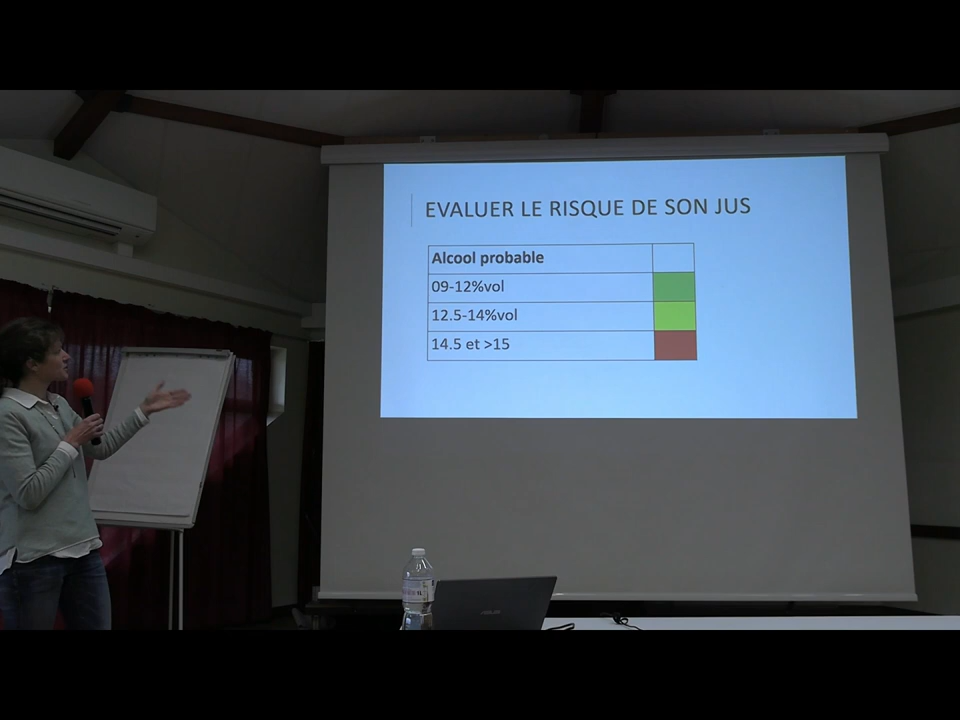 EVALUER LE RISQUE DE SON JUS
Alcool probable
09-12%vol
12.5-14%vol
14.5 et >15
ASUS